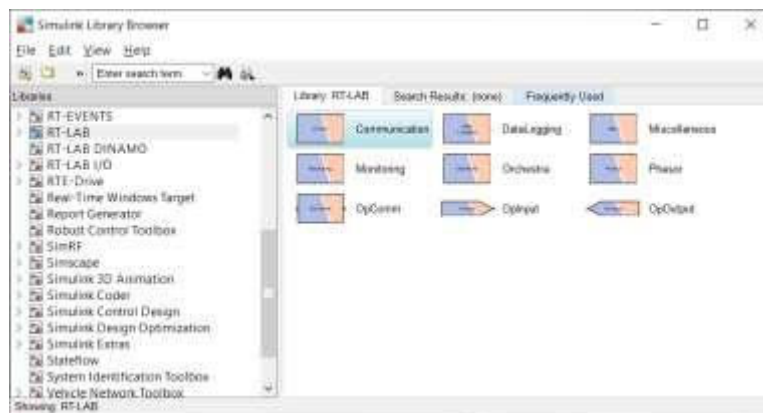 Simulink Library Browser
File Edit View Help
» Enter search term
Libraries
Library: RT-LAB Search Results: (none) Frequently Used
RT-EVENTS
RT-LAB
RT-LAB DINAMO
RT-LAB I/O
RTE-Drive
Real-Time Windows Target
Report Generator
Robust Control Toolbox
SimRF
Simscape
Simulink 3D Animation
Simulink Coder
Simulink Control Design
Simulink Design Optimization
Simulink Extras
Stateflow
System Identification Toolbox
Vehicle Network Toolbox
Communication DataLogging Miscellaneous
Monitoring Orchestra Phasor
OpComm OpInput OpOutput
Showing: RT-LAB